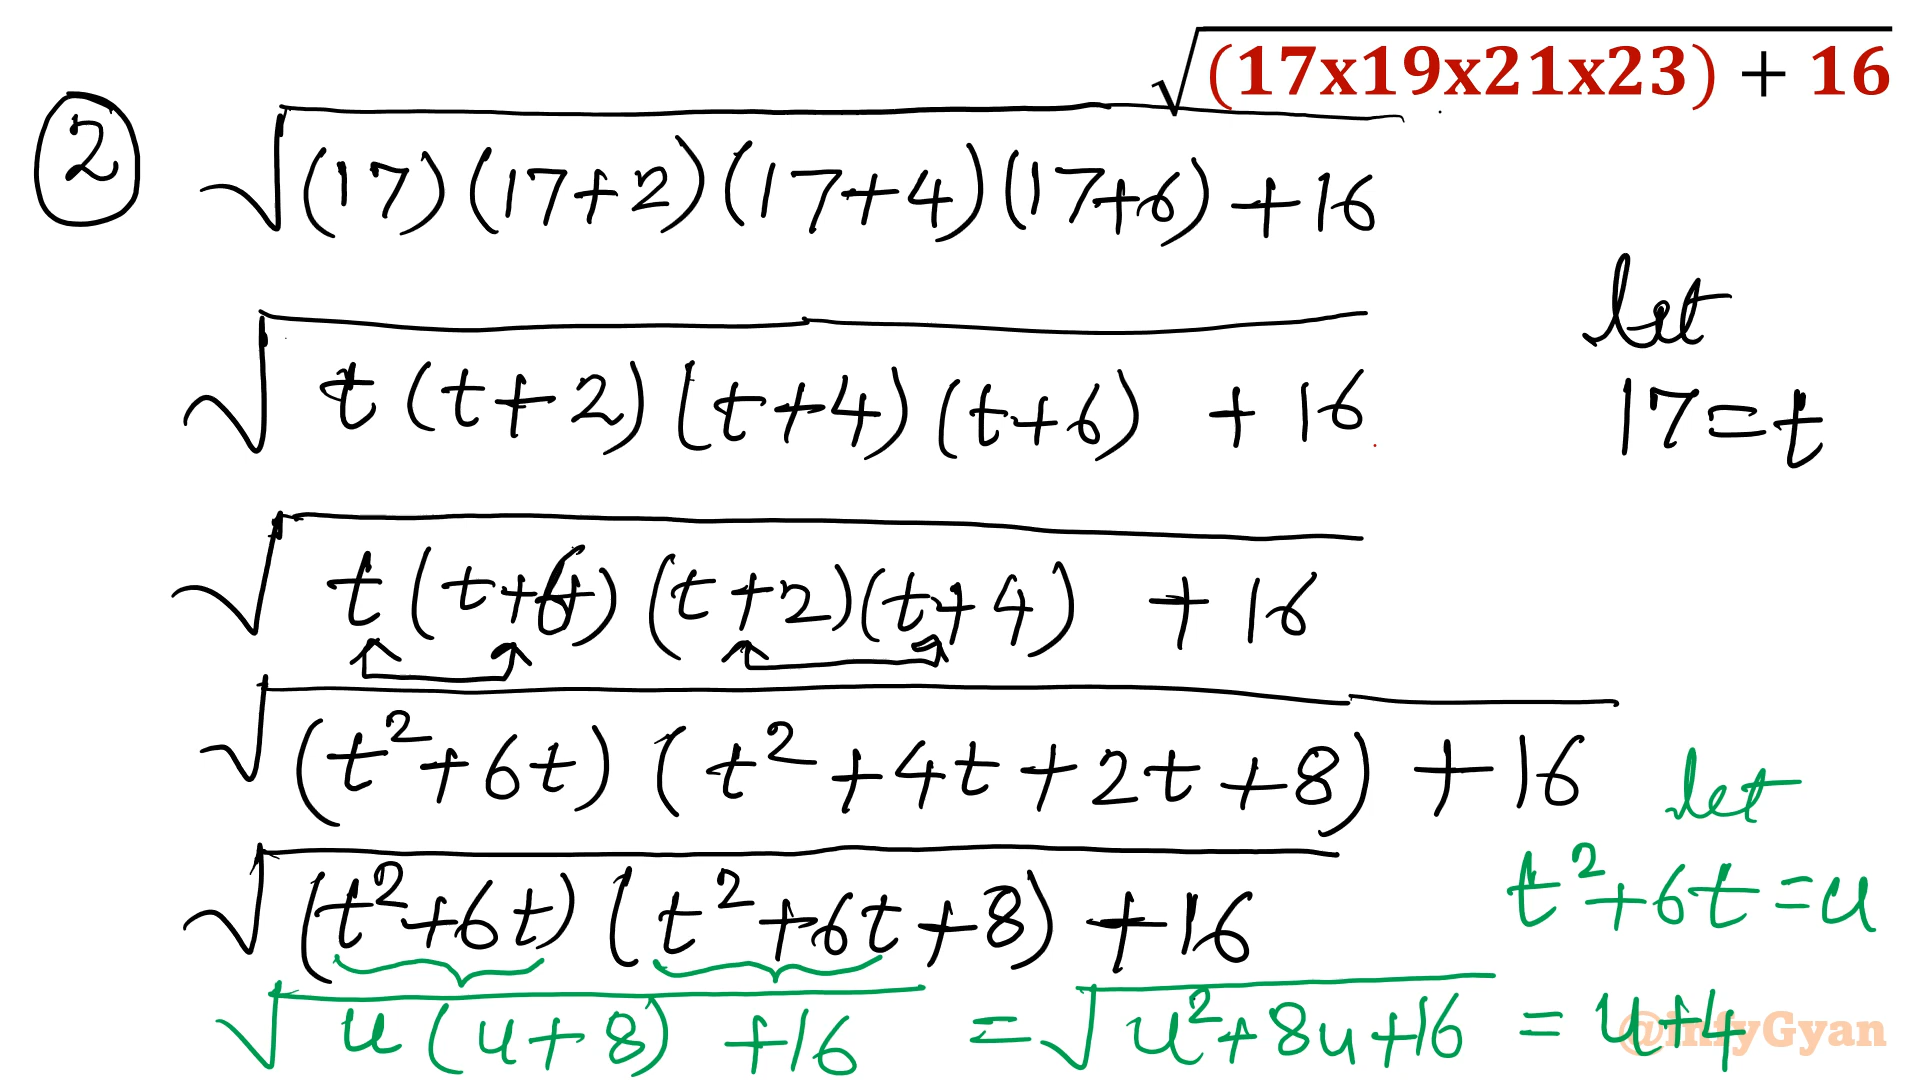 √(17x19x21x23) + 16
② √(17)(17+2)(17+4)(17+6) + 16
let
√t(t+2)(t+4)(t+6) + 16
17=t
√t(t+6)(t+2)(t+4) + 16
√(t²+6t)(t²+4t+2t+8) + 16
let
√(t²+6t)(t²+6t+8) + 16
t²+6t=u
√u(u+8) +16 = √u²+8u+16 = u+4
@infyGyan